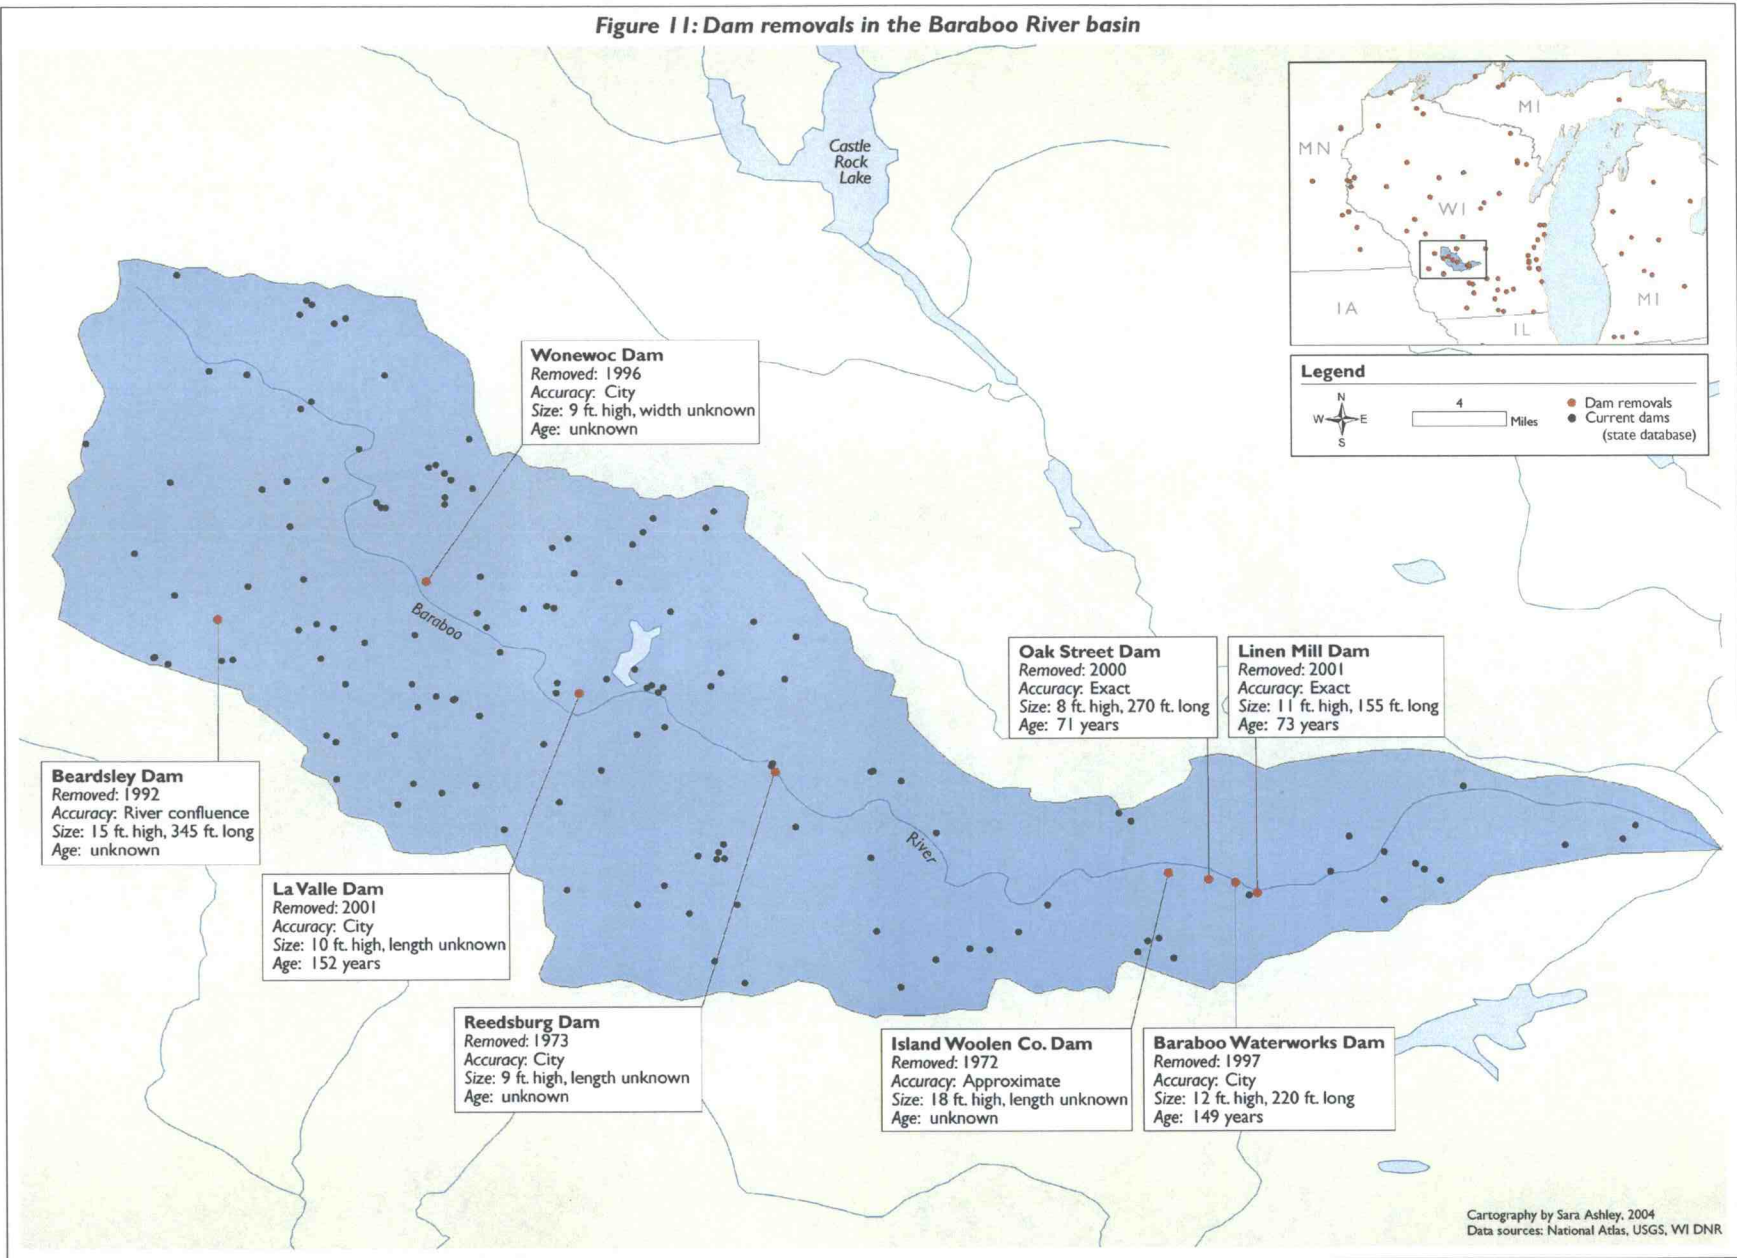 Figure 11: Dam removals in the Baraboo River basin
Castle
Rock
Lake
MI
MN
WI
IA
IL
MI
Legend
N
W
E
S
4
Miles
Dam removals
Current dams
(state database)
Wonewoc Dam
Removed: 1996
Accuracy: City
Size: 9 ft. high, width unknown
Age: unknown
Baraboo
River
Oak Street Dam
Removed: 2000
Accuracy: Exact
Size: 8 ft. high, 270 ft. long
Age: 71 years
Linen Mill Dam
Removed: 2001
Accuracy: Exact
Size: 11 ft. high, 155 ft. long
Age: 73 years
Beardsley Dam
Removed: 1992
Accuracy: River confluence
Size: 15 ft. high, 345 ft. long
Age: unknown
La Valle Dam
Removed: 2001
Accuracy: City
Size: 10 ft. high, length unknown
Age: 152 years
Reedsburg Dam
Removed: 1973
Accuracy: City
Size: 9 ft. high, length unknown
Age: unknown
Island Woolen Co. Dam
Removed: 1972
Accuracy: Approximate
Size: 18 ft. high, length unknown
Age: unknown
Baraboo Waterworks Dam
Removed: 1997
Accuracy: City
Size: 12 ft. high, 220 ft. long
Age: 149 years
Cartography by Sara Ashley, 2004
Data sources: National Atlas, USGS, WI DNR